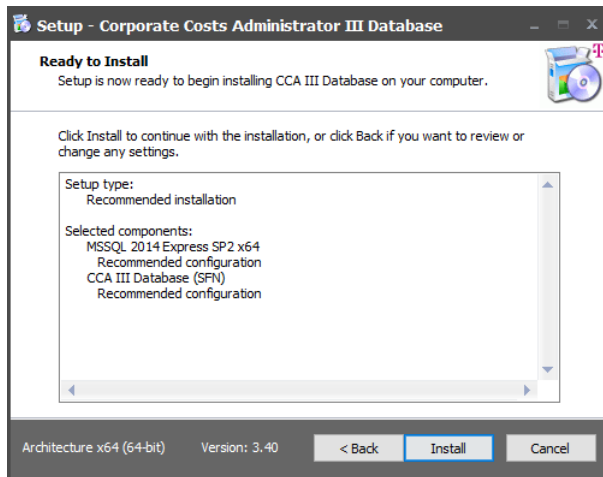 Setup - Corporate Costs Administrator III Database
Ready to Install
Setup is now ready to begin installing CCA III Database on your computer.
T
Click Install to continue with the installation, or click Back if you want to review or
change any settings.
Setup type:
Recommended installation
Selected components:
MSSQL 2014 Express SP2 x64
Recommended configuration
CCA III Database (SFN)
Recommended configuration
Architecture x64 (64-bit) Version: 3.40 < Back Install Cancel